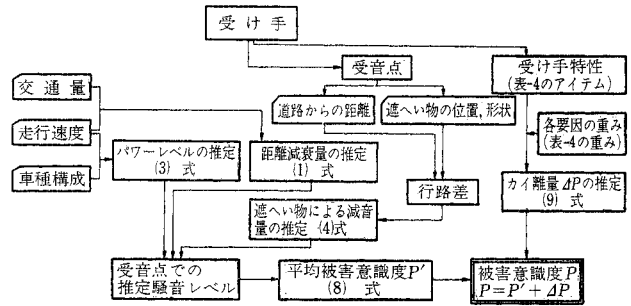 受け手
受音点
受け手特性
(表-4のアイテム)
交通量
道路からの距離
遮へい物の位置,形状
走行速度
各要因の重み
(表-4の重み)
パワーレベルの推定
(3) 式
距離減衰量の推定
(1) 式
車種構成
行路差
カイ離量ΔPの推定
(9) 式
遮へい物による減音
量の推定 (4)式
受音点での
推定騒音レベル
平均被害意識度P′
(8) 式
被害意識度P
P=P′+ΔP